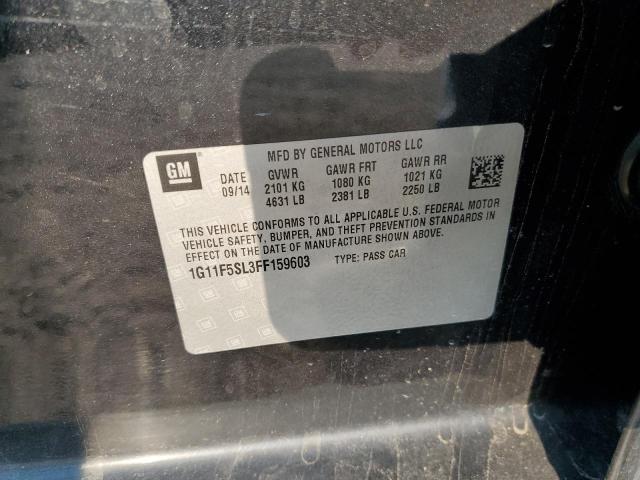 GM
MFD BY GENERAL MOTORS LLC
DATE GVWR GAWR FRT GAWR RR
09/14 2101 KG 1080 KG 1021 KG
4631 LB 2381 LB 2250 LB
THIS VEHICLE CONFORMS TO ALL APPLICABLE U.S. FEDERAL MOTOR
VEHICLE SAFETY, BUMPER, AND THEFT PREVENTION STANDARDS IN
EFFECT ON THE DATE OF MANUFACTURE SHOWN ABOVE.
1G11F5SL3FF159603 TYPE: PASS CAR